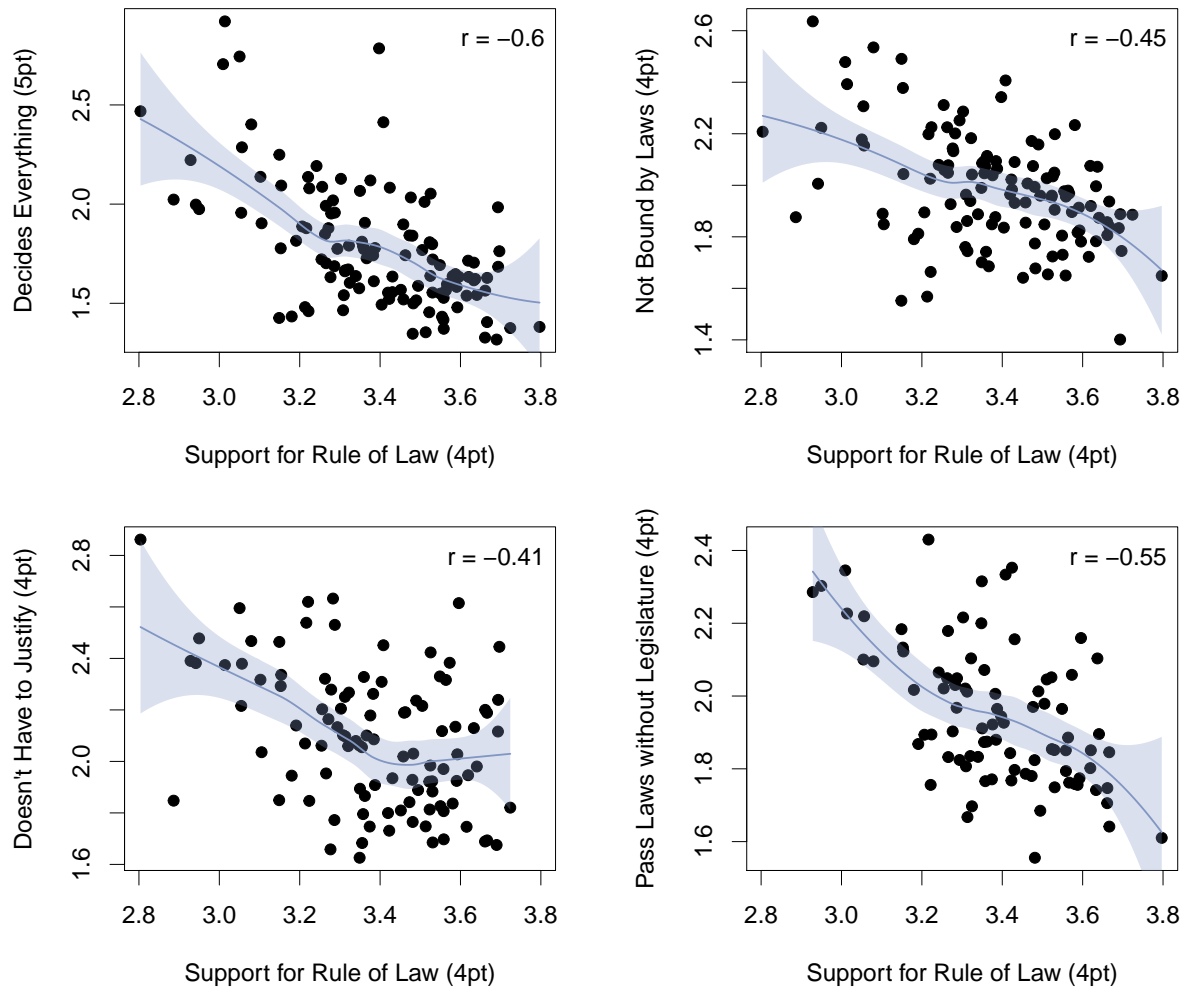 r = −0.6
Decides Everything (5pt)
2.5
2.0
1.5
2.8 3.0 3.2 3.4 3.6 3.8
Support for Rule of Law (4pt)
r = −0.45
Not Bound by Laws (4pt)
2.6
2.2
1.8
1.4
2.8 3.0 3.2 3.4 3.6 3.8
Support for Rule of Law (4pt)
r = −0.41
Doesn't Have to Justify (4pt)
2.8
2.4
2.0
1.6
2.8 3.0 3.2 3.4 3.6 3.8
Support for Rule of Law (4pt)
r = −0.55
Pass Laws without Legislature (4pt)
2.4
2.2
2.0
1.8
1.6
2.8 3.0 3.2 3.4 3.6 3.8
Support for Rule of Law (4pt)